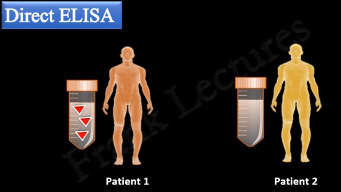 Direct ELISA
Frank Lectures
Patient 1
Patient 2